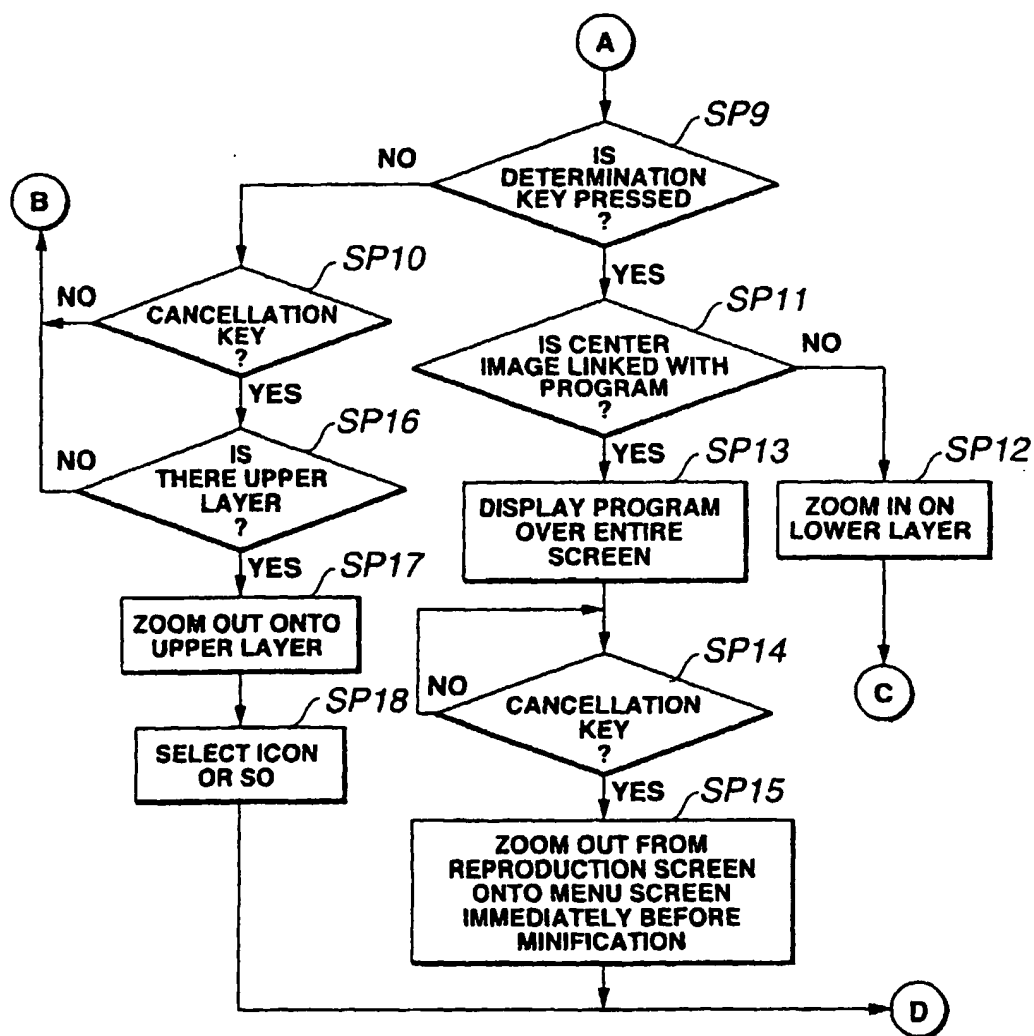 A
SP9
NO
IS
DETERMINATION
KEY PRESSED
?
B
SP10
YES
SP11
NO
CANCELLATION
KEY
?
IS CENTER
IMAGE LINKED WITH
PROGRAM
?
NO
YES
SP16
YES
SP13
SP12
NO
IS
THERE UPPER
LAYER
?
DISPLAY PROGRAM
OVER ENTIRE
SCREEN
ZOOM IN ON
LOWER LAYER
YES
SP17
ZOOM OUT ONTO
UPPER LAYER
SP14
NO
CANCELLATION
KEY
?
C
SP18
SELECT ICON
OR SO
YES
SP15
ZOOM OUT FROM
REPRODUCTION SCREEN
ONTO MENU SCREEN
IMMEDIATELY BEFORE
MINIFICATION
D